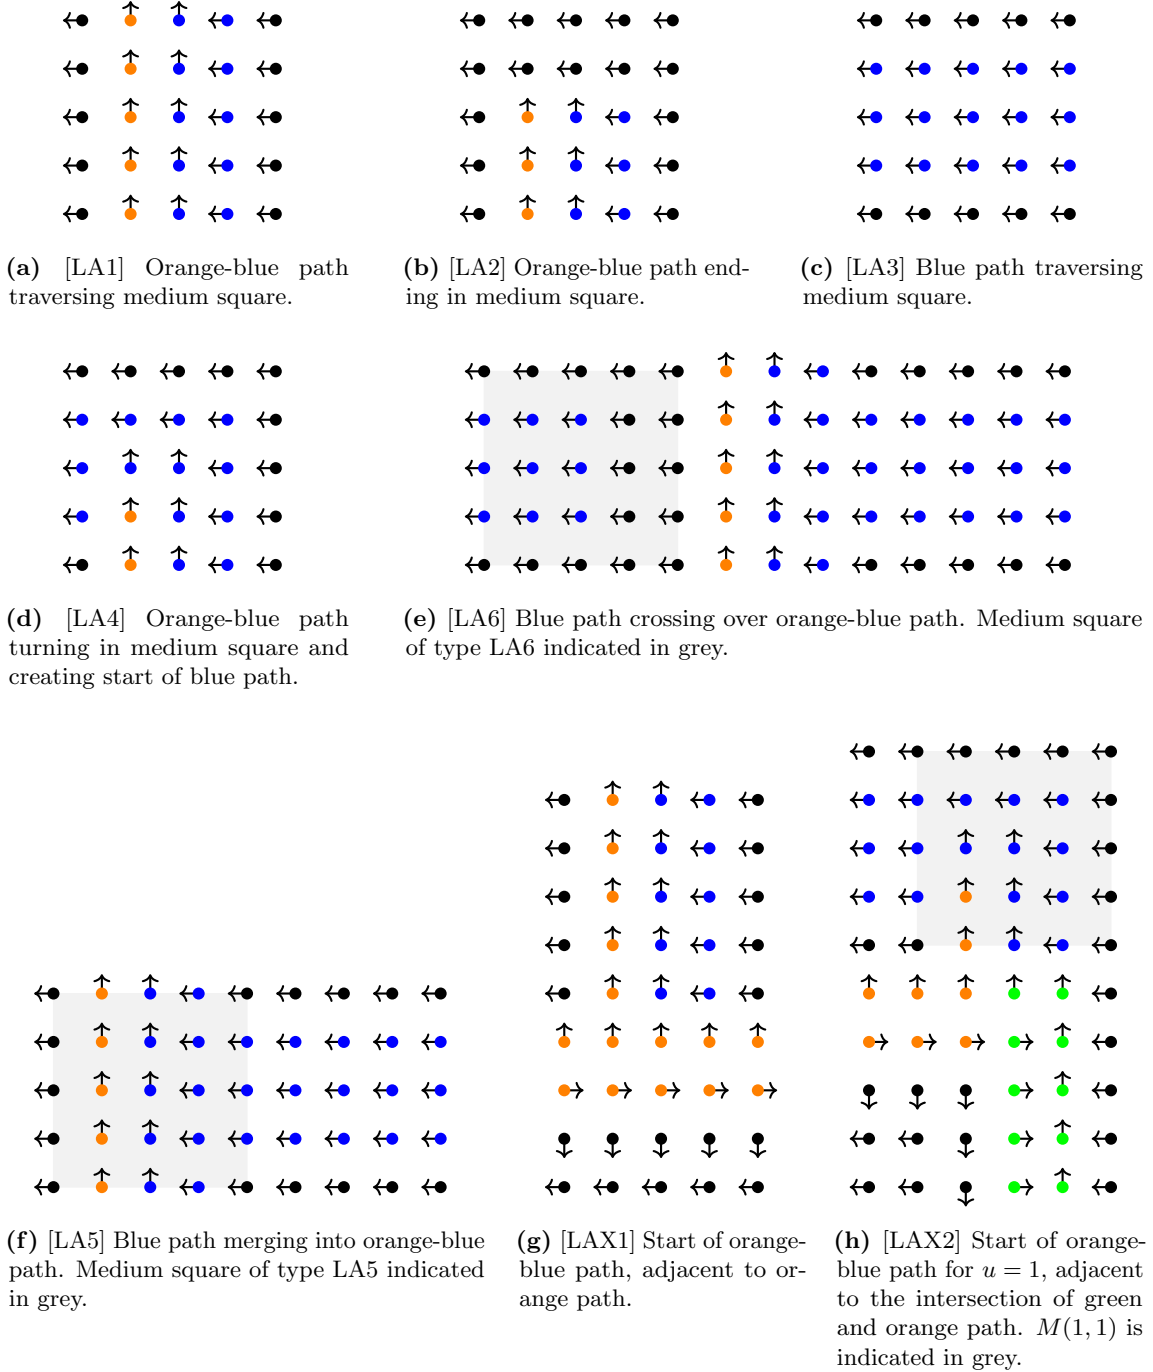 (a) [LA1] Orange-blue path
traversing medium square.
(b) [LA2] Orange-blue path end-
ing in medium square.
(c) [LA3] Blue path traversing
medium square.
(d) [LA4] Orange-blue path
turning in medium square and
creating start of blue path.
(e) [LA6] Blue path crossing over orange-blue path. Medium square
of type LA6 indicated in grey.
(f) [LA5] Blue path merging into orange-blue
path. Medium square of type LA5 indicated
in grey.
(g) [LAX1] Start of orange-
blue path, adjacent to or-
ange path.
(h) [LAX2] Start of orange-
blue path for u = 1, adjacent
to the intersection of green
and orange path. M(1, 1) is
indicated in grey.